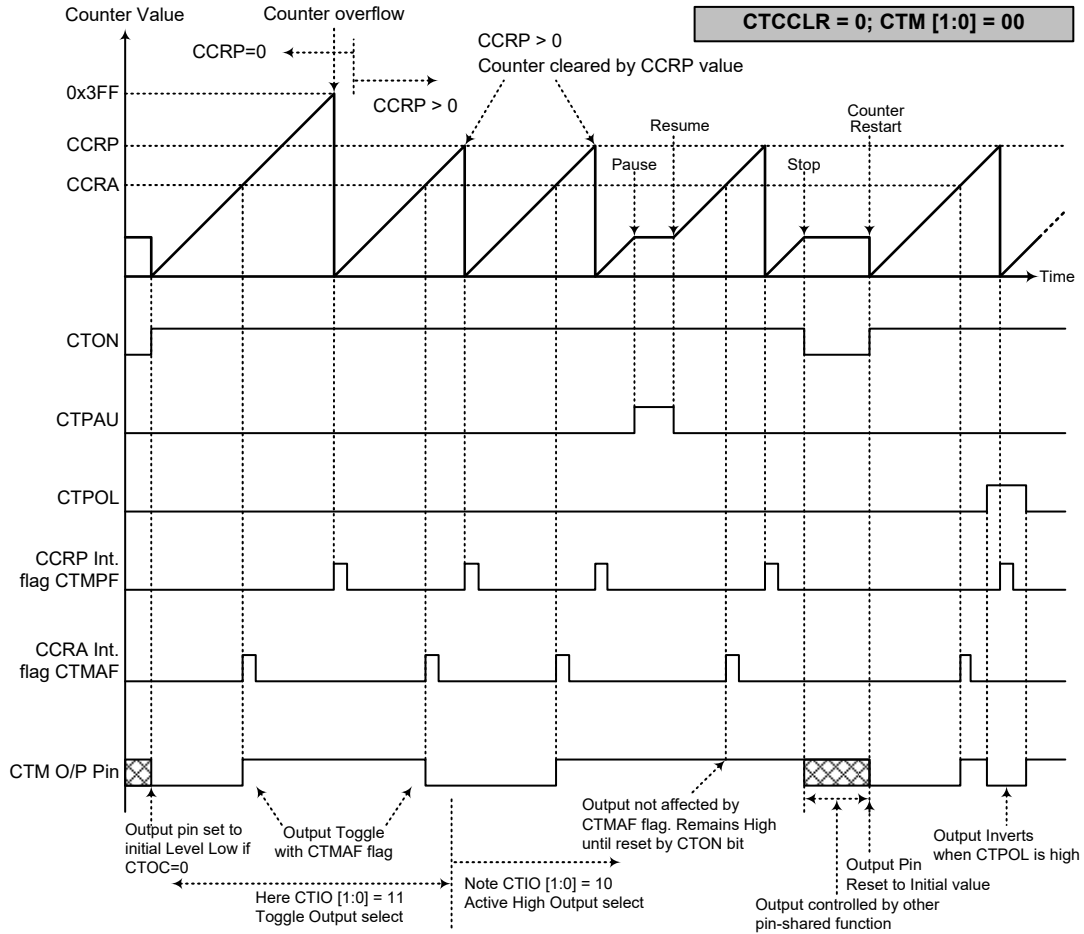 Counter Value
Counter overflow
CTCCLR = 0; CTM [1:0] = 00
CCRP=0
CCRP > 0
CCRP > 0
Counter cleared by CCRP value
0x3FF
CCRP
CCRA
Pause
Resume
Stop
Counter
Restart
Time
CTON
CTPAU
CTPOL
CCRP Int.
flag CTMPF
CCRA Int.
flag CTMAF
CTM O/P Pin
Output pin set to
initial Level Low if
CTOC=0
Output Toggle
with CTMAF flag
Output not affected by
CTMAF flag. Remains High
until reset by CTON bit
Output Inverts
when CTPOL is high
Output Pin
Reset to Initial value
Here CTIO [1:0] = 11
Toggle Output select
Note CTIO [1:0] = 10
Active High Output select
Output controlled by other
pin-shared function